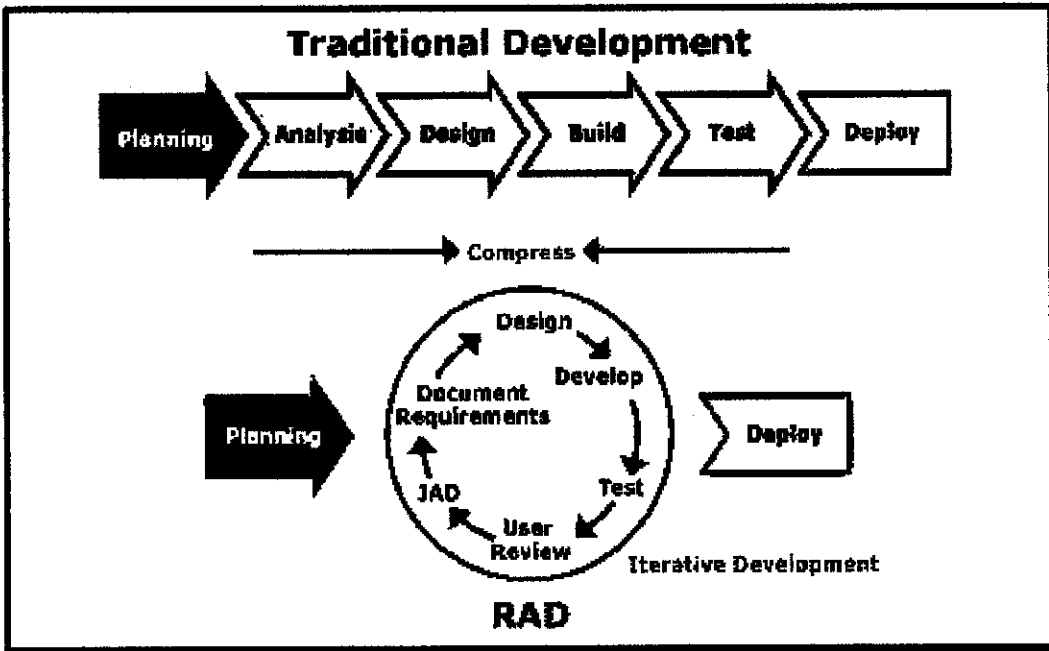 Traditional Development
Planning
Analysis
Design
Build
Test
Deploy
Compress
Design
Develop
Document
Requirements
Planning
Deploy
JAD
Test
User
Review
Iterative Development
RAD